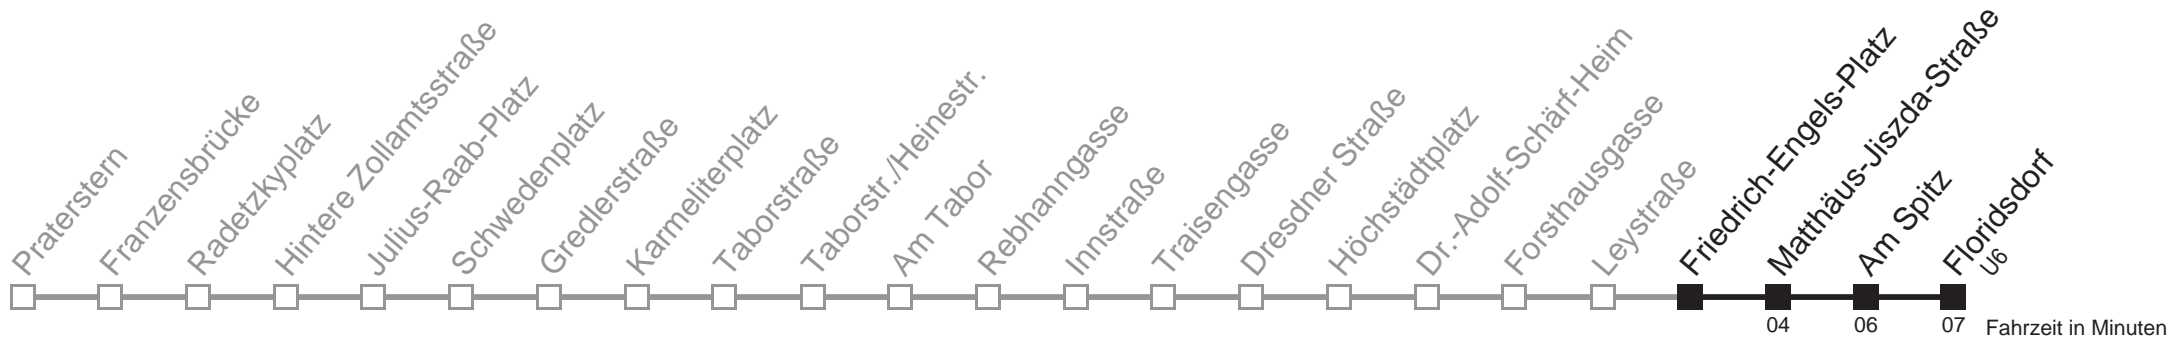 Praterstern
Franzensbrücke
Radetzkyplatz
Hintere Zollamtsstraße
Julius-Raab-Platz
Schwedenplatz
Gredlerstraße
Karmeliterplatz
Taborstraße
Taborstr./Heinestr.
Am Tabor
Rebhanngasse
Innstraße
Traisengasse
Dresdner Straße
Höchstädtplatz
Dr.-Adolf-Schärf-Heim
Forsthausgasse
Leystraße
Friedrich-Engels-Platz
Matthäus-Jiszda-Straße
Am Spitz
Floridsdorf
U6
04
06
07
Fahrzeit in Minuten